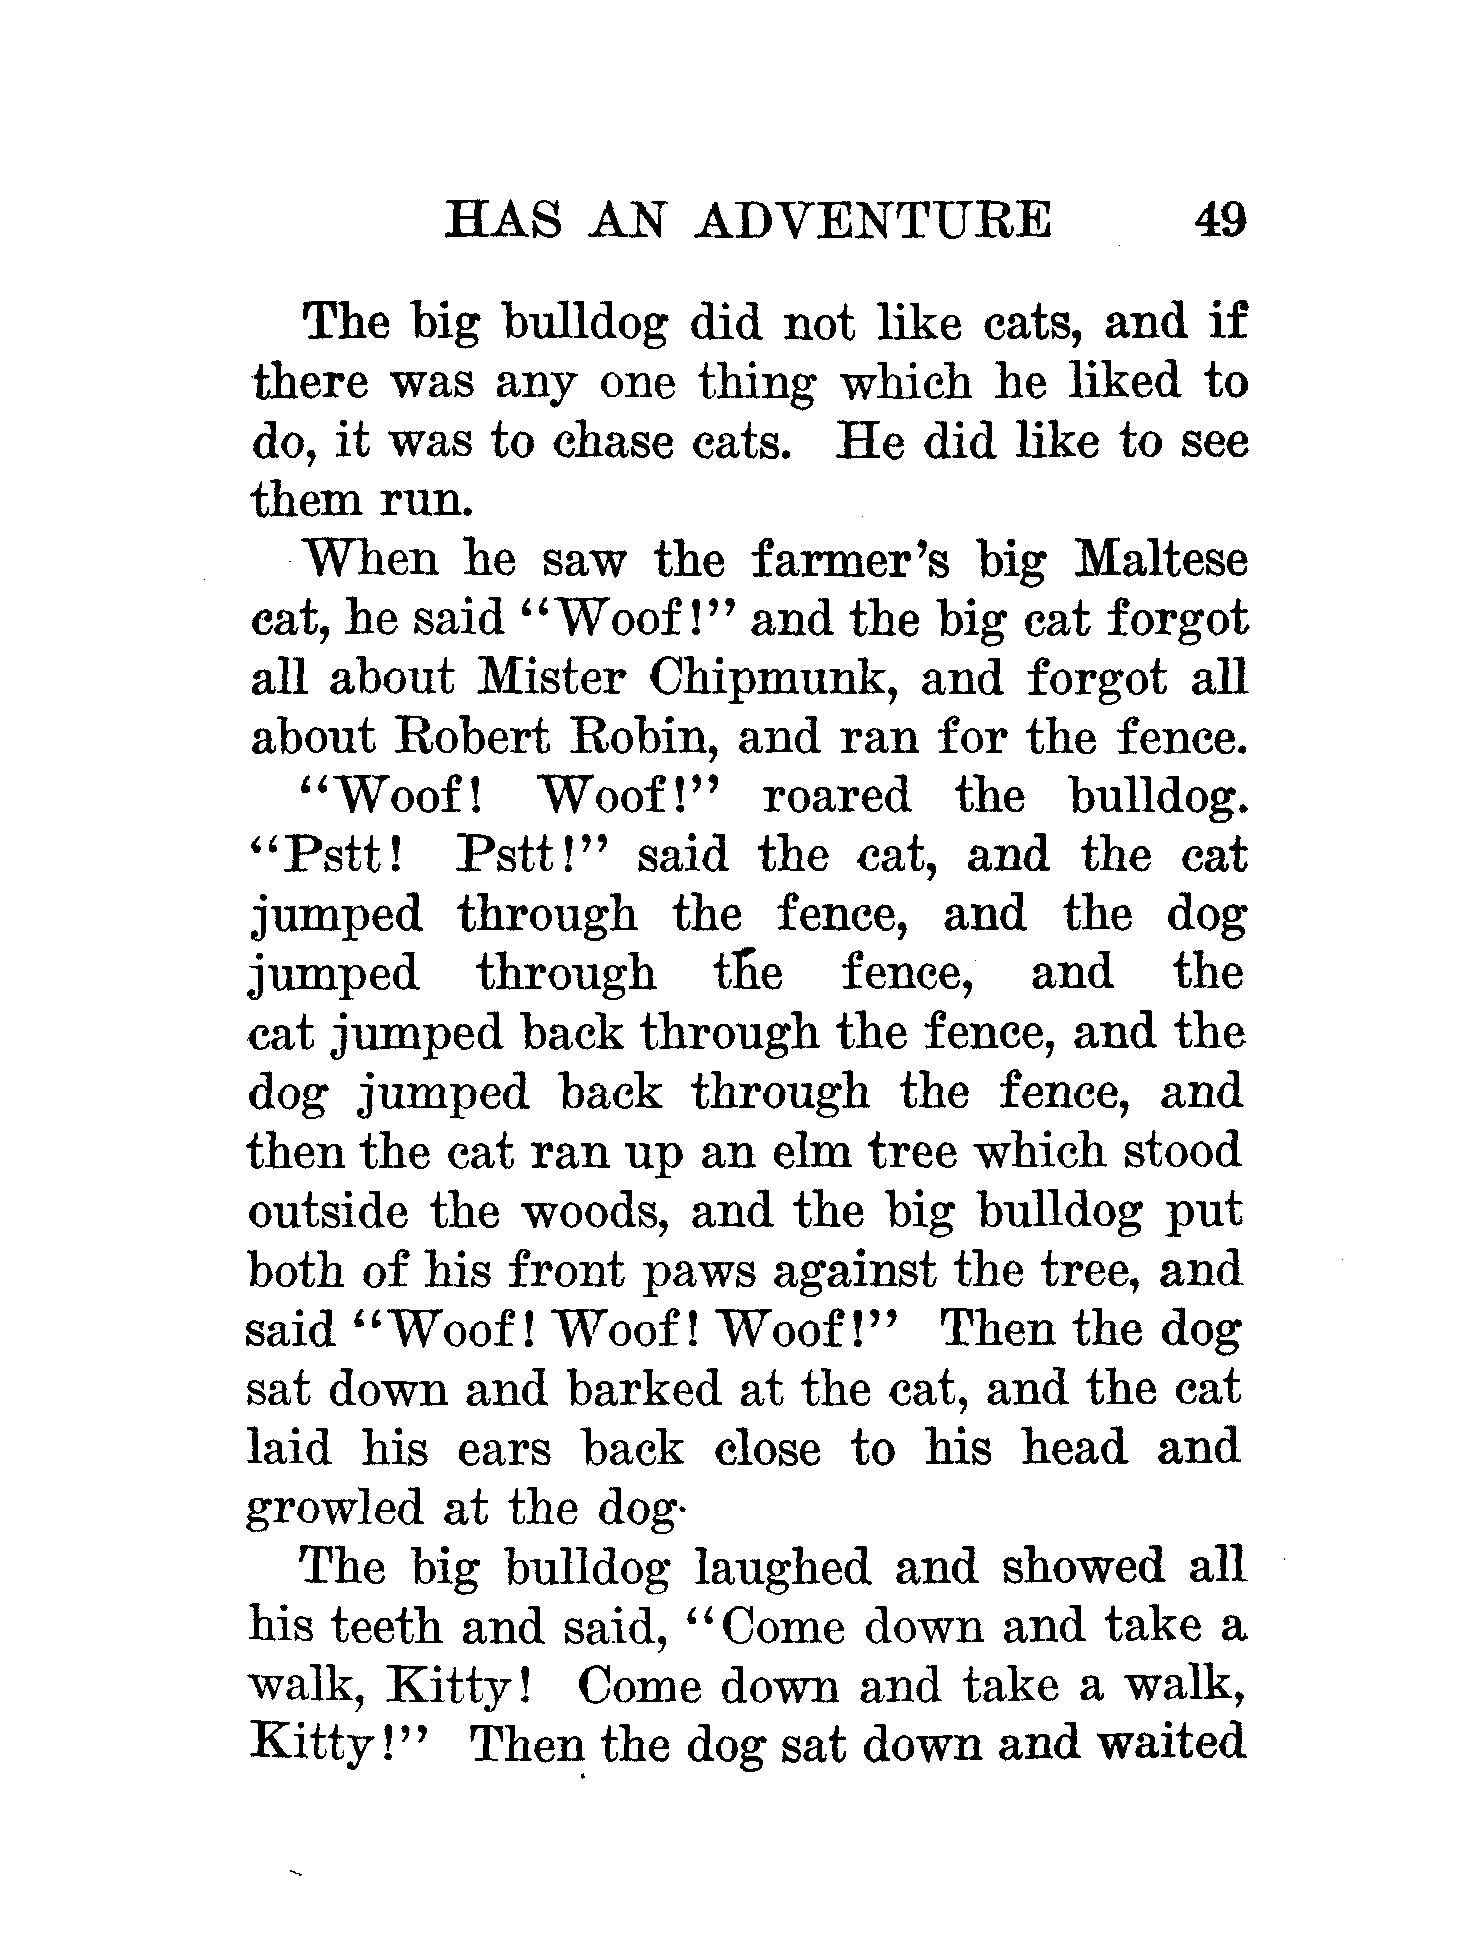 HAS AN ADVENTURE 49
The big bulldog did not like cats, and if
there was any one thing which he liked to
do, it was to chase cats. He did like to see
them run.
When he saw the farmer's big Maltese
cat, he said "Woof!" and the big cat forgot
all about Mister Chipmunk, and forgot all
about Robert Robin, and ran for the fence.
"Woof! Woof!" roared the bulldog.
"Pstt! Pstt!" said the cat, and the cat
jumped through the fence, and the dog
jumped through the fence, and the
cat jumped back through the fence, and the
dog jumped back through the fence, and
then the cat ran up an elm tree which stood
outside the woods, and the big bulldog put
both of his front paws against the tree, and
said "Woof! Woof! Woof!" Then the dog
sat down and barked at the cat, and the cat
laid his ears back close to his head and
growled at the dog.
The big bulldog laughed and showed all
his teeth and said, "Come down and take a
walk, Kitty! Come down and take a walk,
Kitty!" Then the dog sat down and waited